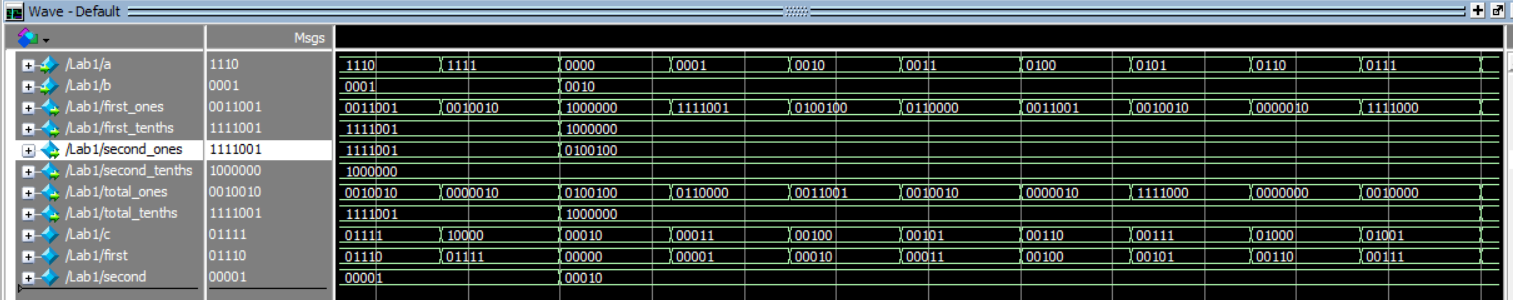 Wave - Default
Msgs
/Lab1/a 1110 1110 1111 0000 0001 0010 0011 0100 0101 0110 0111
/Lab1/b 0001 0001 0010
/Lab1/first_ones 0011001 0011001 0010010 1000000 1111001 0100100 0110000 0011001 0010010 0000010 1111000
/Lab1/first_tenths 1111001 1111001 1000000
/Lab1/second_ones 1111001 1111001 0100100
/Lab1/second_tenths 1000000 1000000
/Lab1/total_ones 0010010 0010010 0000010 0100100 0110000 0011001 0010010 0000010 1111000 0000000 0010000
/Lab1/total_tenths 1111001 1111001 1000000
/Lab1/c 01111 01111 10000 00010 00011 00100 00101 00110 00111 01000 01001
/Lab1/first 01110 01110 01111 00000 00001 00010 00011 00100 00101 00110 00111
/Lab1/second 00001 00001 00010